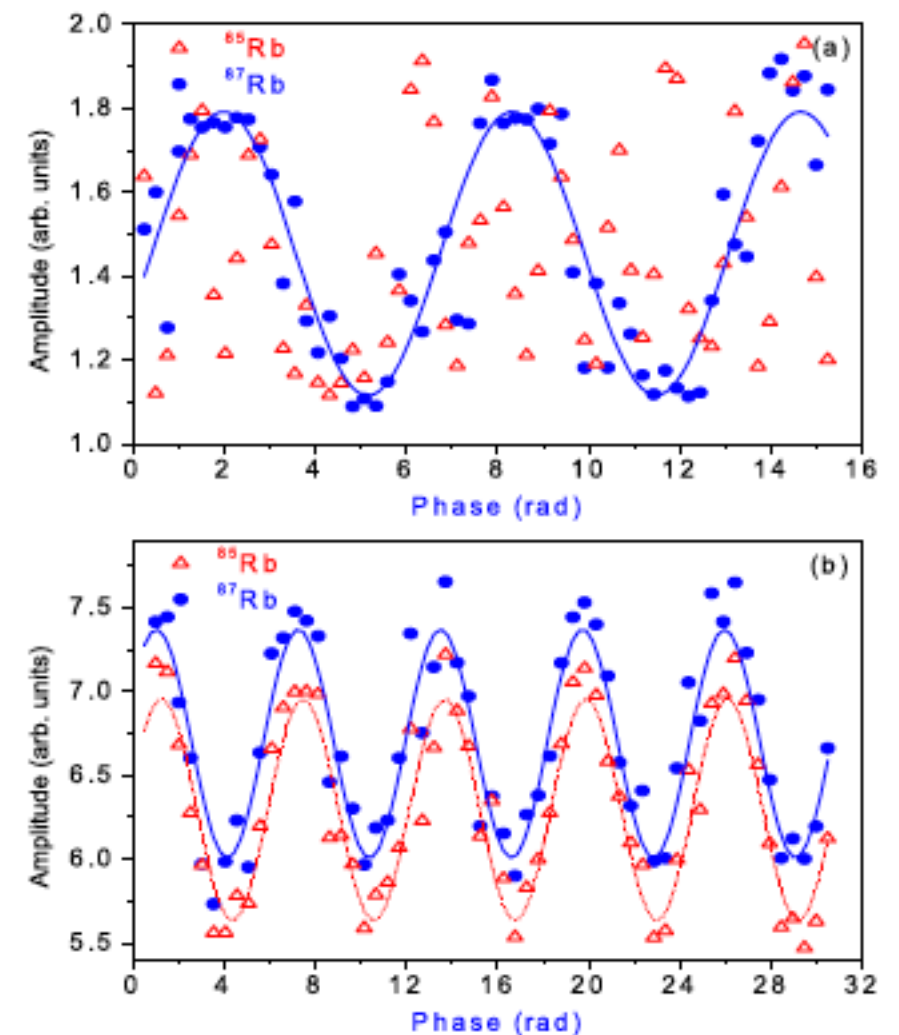 2.0
(a)
⁸⁵Rb
⁸⁷Rb
1.8
1.6
1.4
1.2
1.0
Amplitude (arb. units)
0 2 4 6 8 10 12 14 16
Phase (rad)
(b)
⁸⁵Rb
⁸⁷Rb
7.5
7.0
6.5
6.0
5.5
Amplitude (arb. units)
0 4 8 12 16 20 24 28 32
Phase (rad)